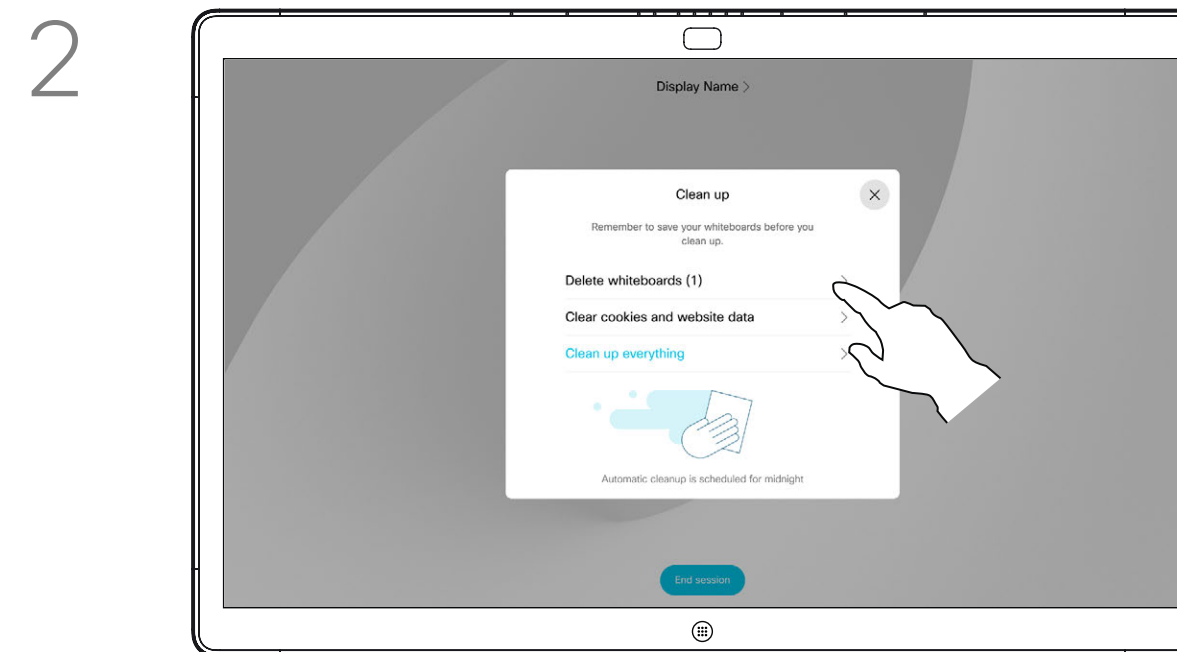 2
Display Name
Clean up
Remember to save your whiteboards before you
clean up.
Delete whiteboards (1)
Clear cookies and website data
Clean up everything
Automatic cleanup is scheduled for midnight
End session